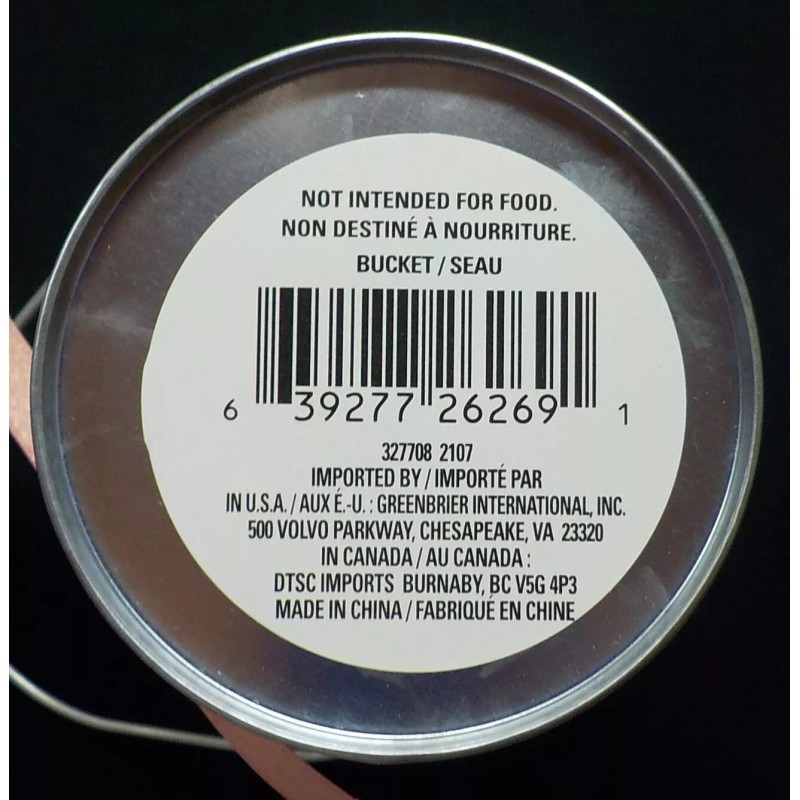 NOT INTENDED FOR FOOD.
NON DESTINÉ À NOURRITURE.
BUCKET / SEAU
6 39277 26269 1
327708 2107
IMPORTED BY / IMPORTÉ PAR
IN U.S.A. / AUX É.-U. : GREENBRIER INTERNATIONAL, INC.
500 VOLVO PARKWAY, CHESAPEAKE, VA 23320
IN CANADA / AU CANADA :
DTSC IMPORTS BURNABY, BC V5G 4P3
MADE IN CHINA / FABRIQUÉ EN CHINE